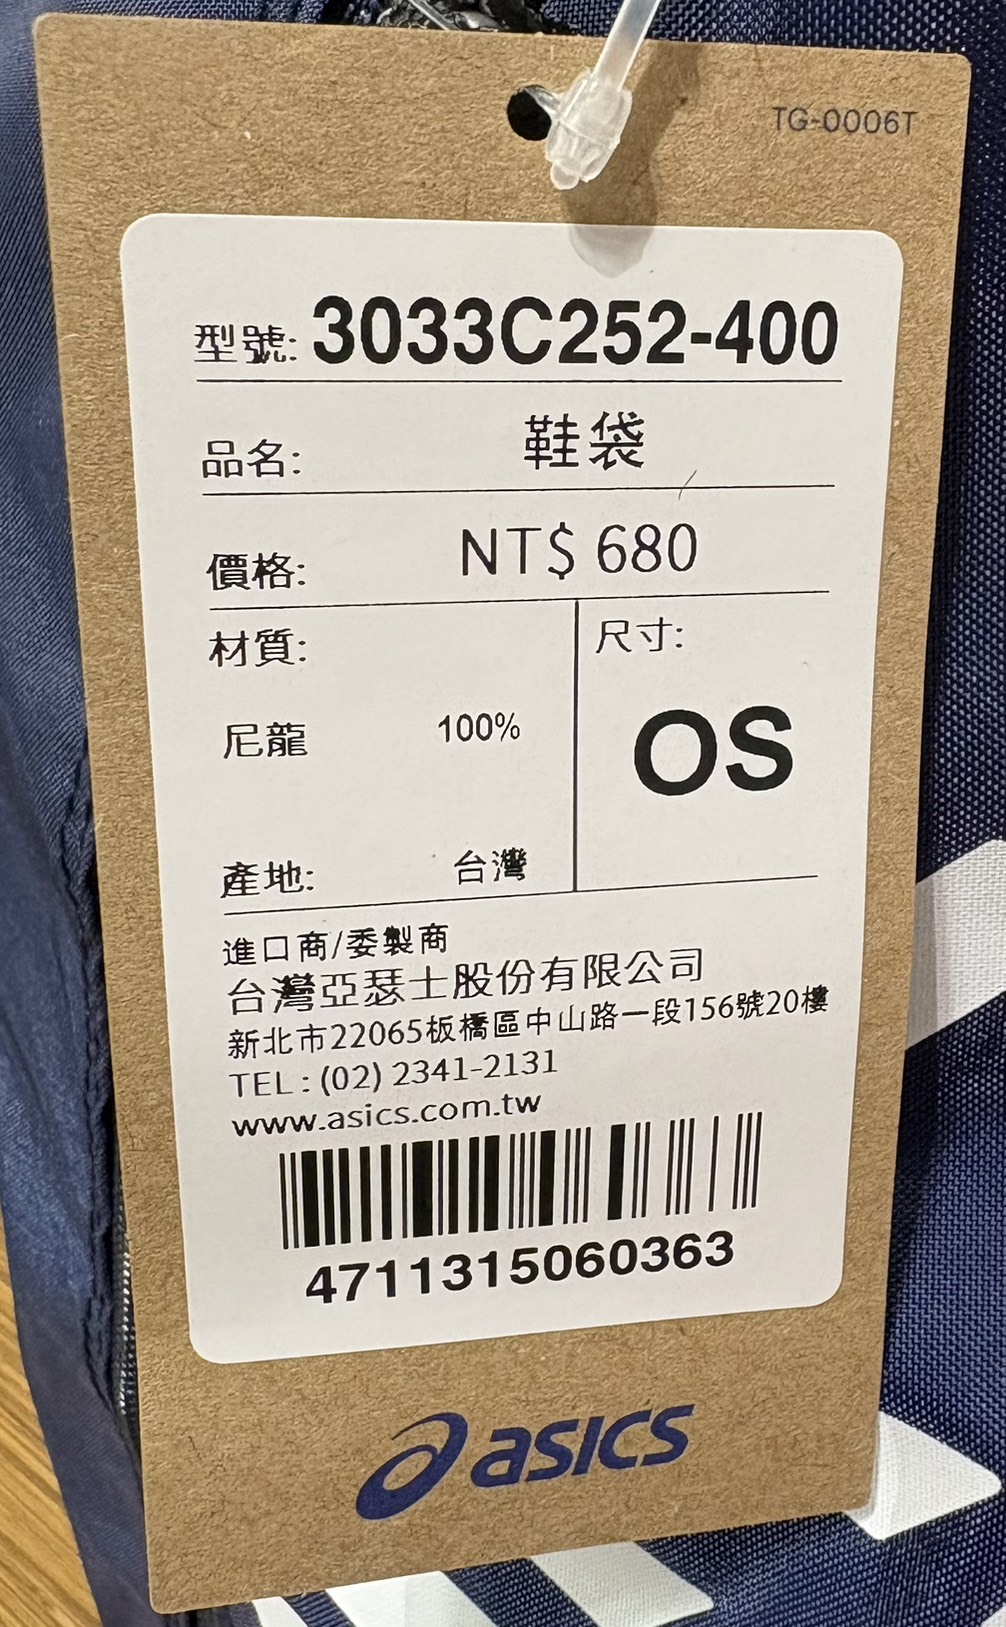 TG-0006T
型號: 3033C252-400
品名: 鞋袋
價格: NT$ 680
材質:
尺寸:
尼龍 100%
OS
產地: 台灣
進口商/委製商
台灣亞瑟士股份有限公司
新北市22065板橋區中山路一段156號20樓
TEL : (02) 2341-2131
www.asics.com.tw
4711315060363
asics